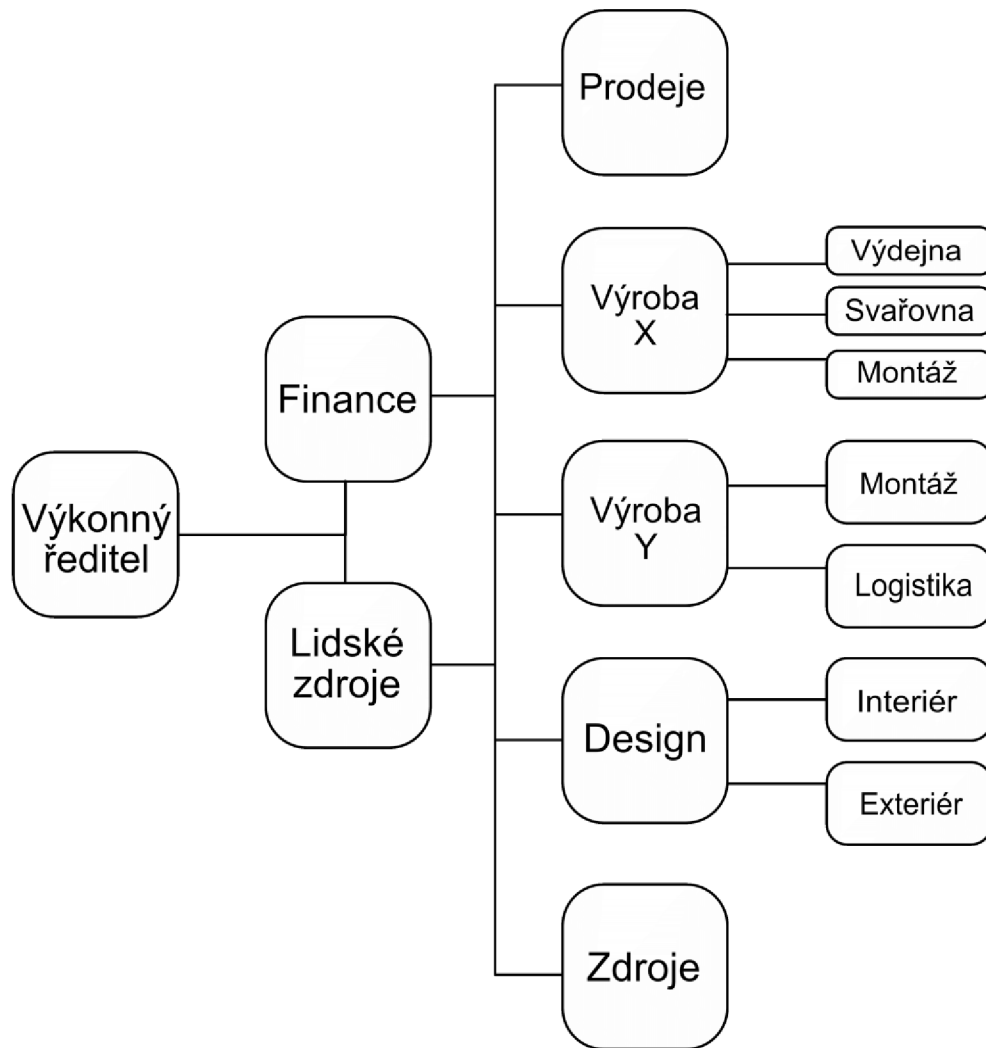 Výkonný
ředitel
Finance
Lidské
zdroje
Prodeje
Výroba
X
Výdejna
Svařovna
Montáž
Výroba
Y
Montáž
Logistika
Design
Interiér
Exteriér
Zdroje